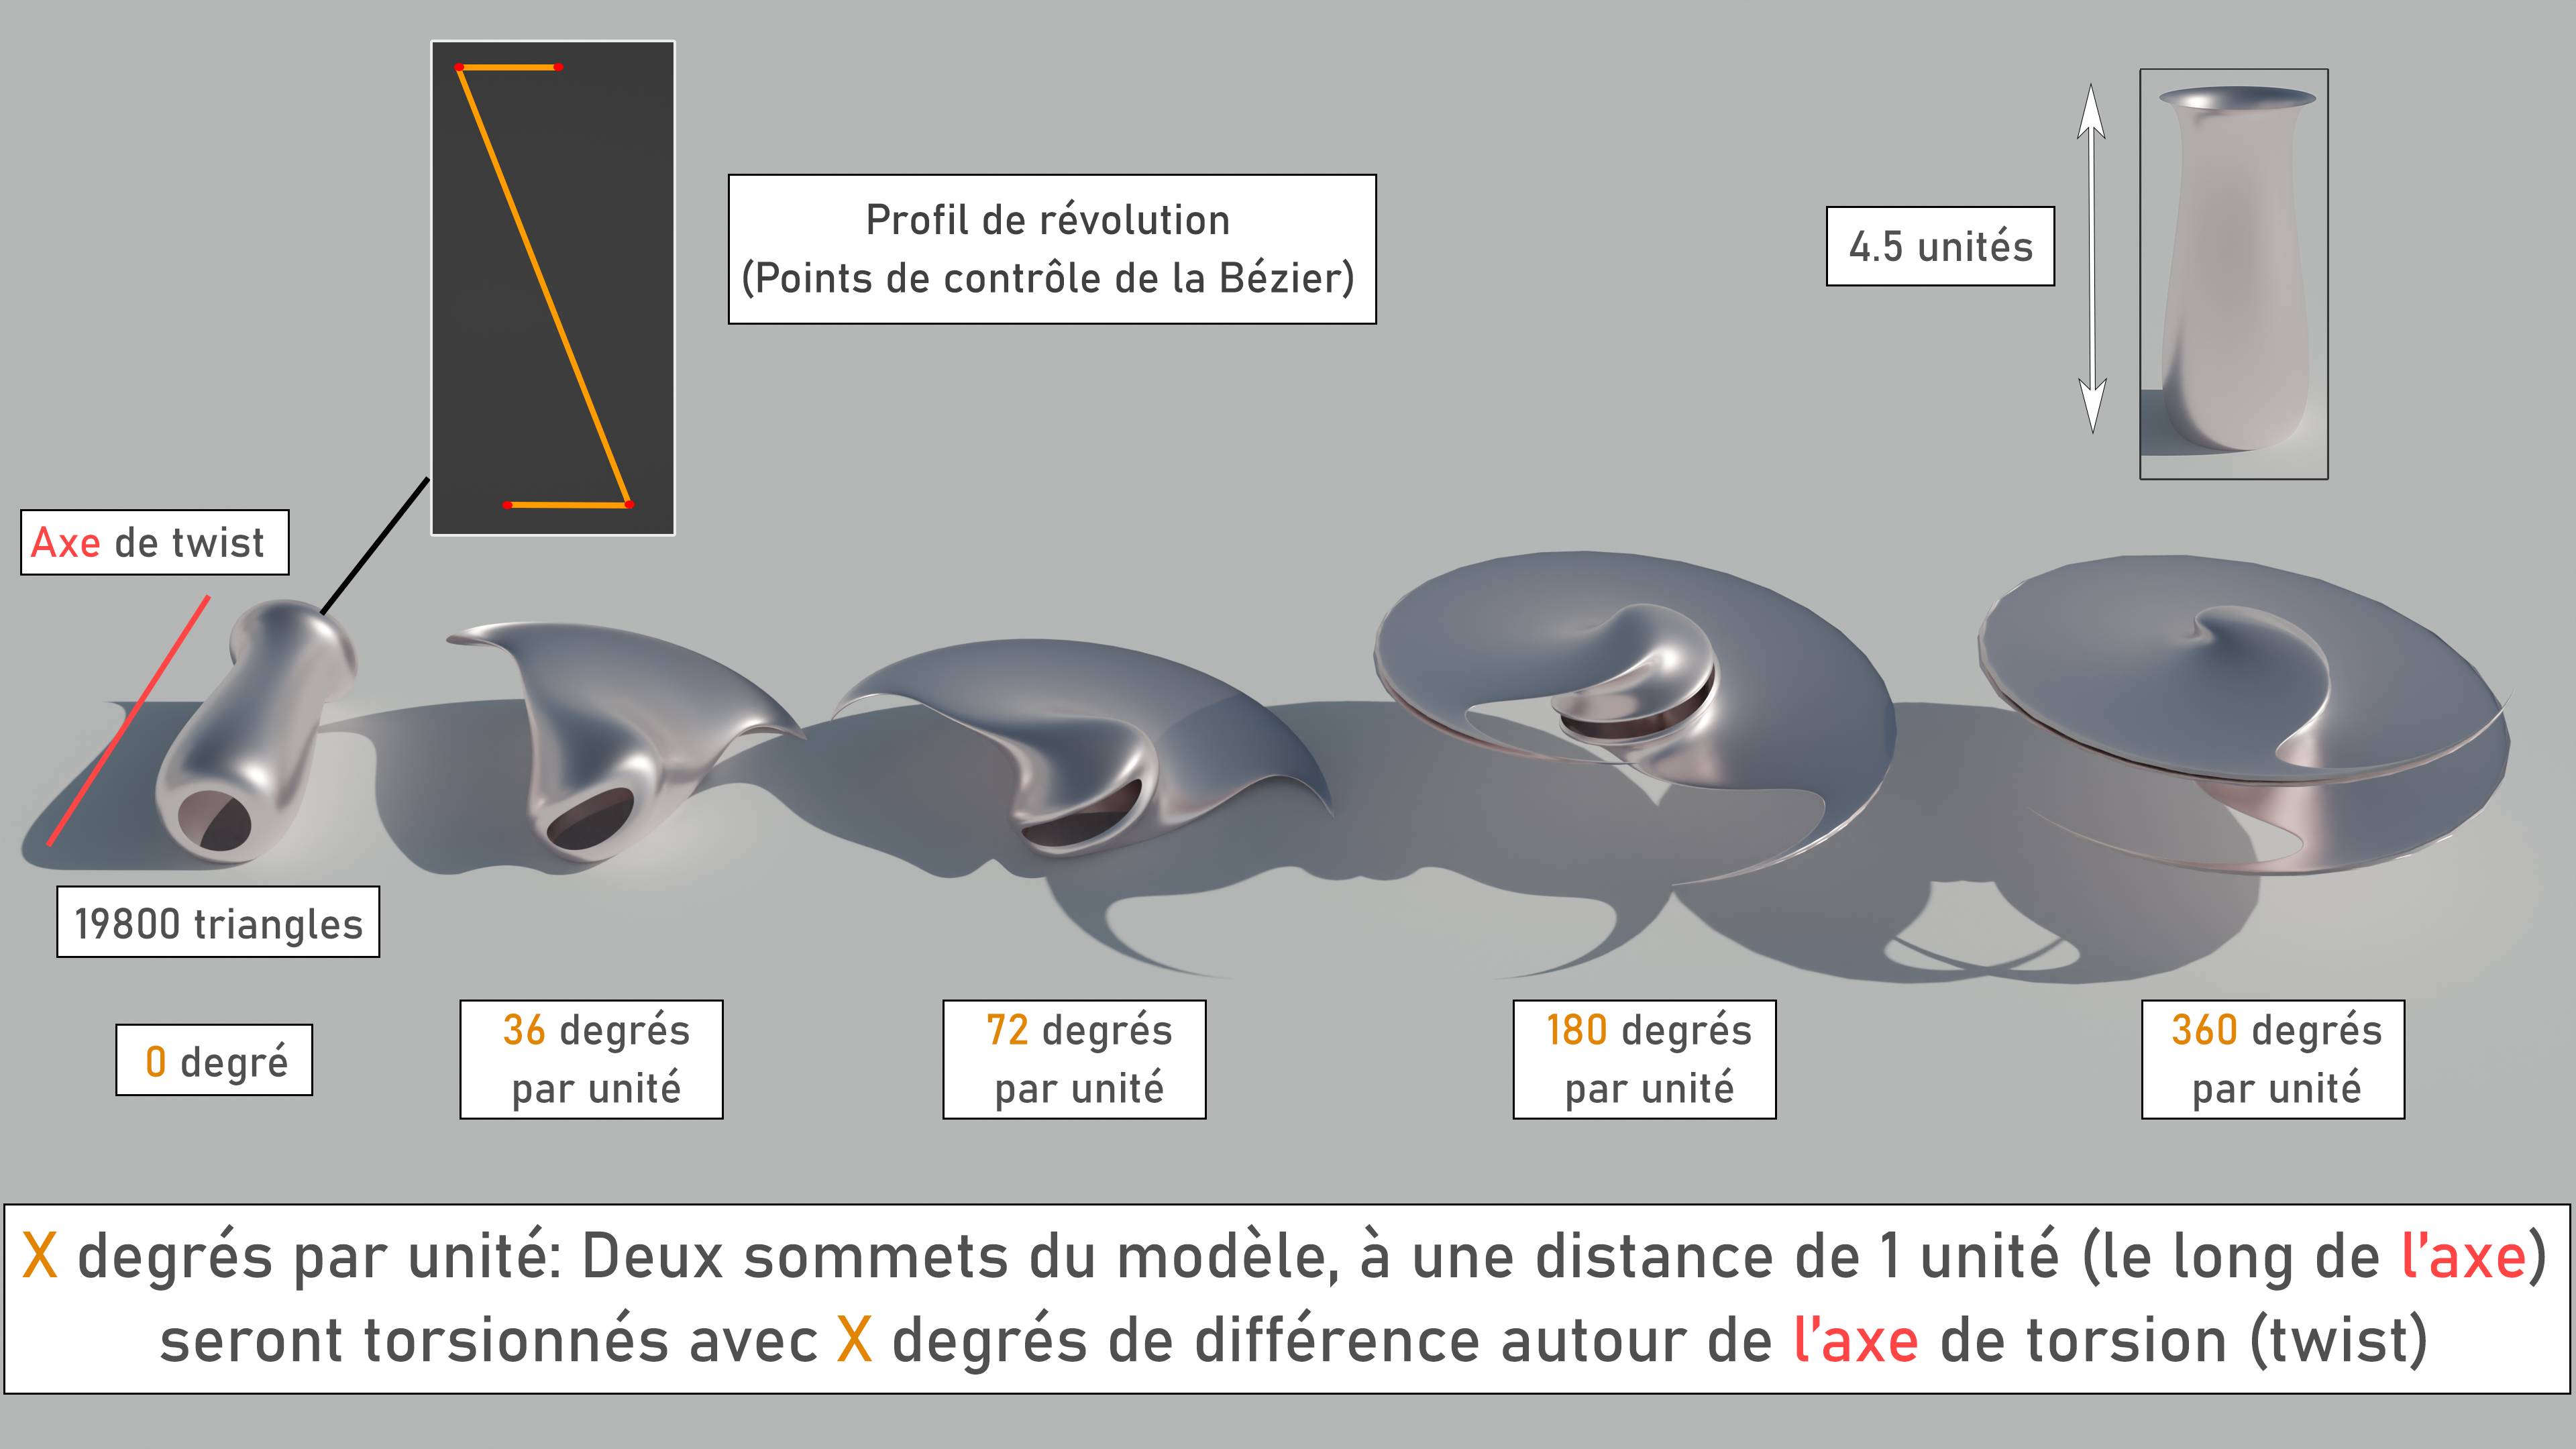 Profil de révolution
(Points de contrôle de la Bézier)
4.5 unités
Axe de twist
19800 triangles
0 degré
36 degrés
par unité
72 degrés
par unité
180 degrés
par unité
360 degrés
par unité
X degrés par unité: Deux sommets du modèle, à une distance de 1 unité (le long de l'axe)
seront torsionnés avec X degrés de différence autour de l'axe de torsion (twist)